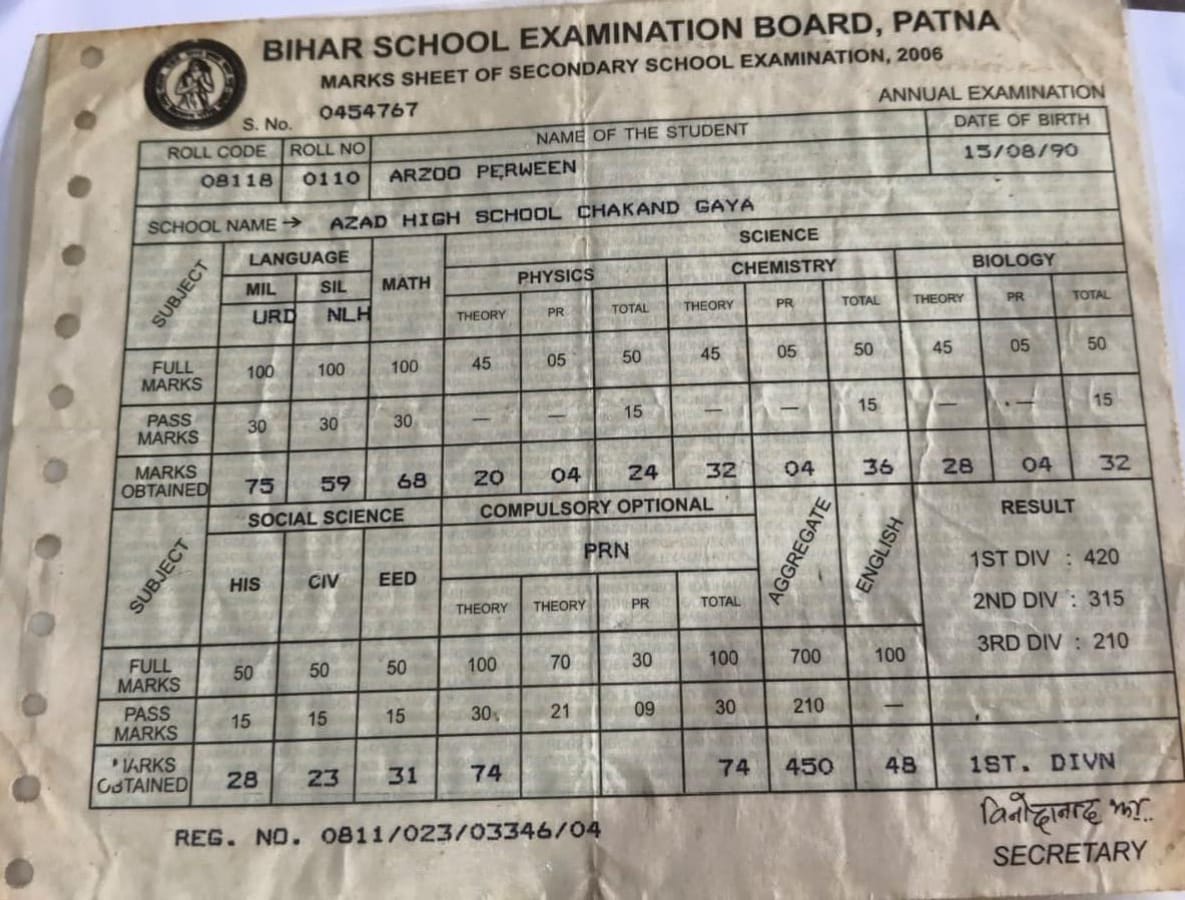 BIHAR SCHOOL EXAMINATION BOARD, PATNA
MARKS SHEET OF SECONDARY SCHOOL EXAMINATION, 2006
S. No. 0454767
ANNUAL EXAMINATION
ROLL CODE ROLL NO NAME OF THE STUDENT DATE OF BIRTH
08118 0110 ARZOO PERWEEN 15/08/90
SCHOOL NAME → AZAD HIGH SCHOOL CHAKAND GAYA
SUBJECT LANGUAGE MATH SCIENCE
MIL SIL PHYSICS CHEMISTRY BIOLOGY
URD NLH THEORY PR TOTAL THEORY PR TOTAL THEORY PR TOTAL
FULL MARKS 100 100 100 45 05 50 45 05 50 45 05 50
PASS MARKS 30 30 30 — — 15 — — 15 — — 15
MARKS OBTAINED 75 59 68 20 04 24 32 04 36 28 04 32
SUBJECT SOCIAL SCIENCE COMPULSORY OPTIONAL AGGREGATE ENGLISH RESULT
HIS CIV EED PRN
THEORY THEORY PR TOTAL
1ST DIV : 420
2ND DIV : 315
3RD DIV : 210
FULL MARKS 50 50 50 100 70 30 100 700 100
PASS MARKS 15 15 15 30 21 09 30 210 —
MARKS OBTAINED 28 23 31 74 74 450 48 1ST. DIVN
REG. NO. 0811/023/03346/04
विनोदानन्द झा
SECRETARY